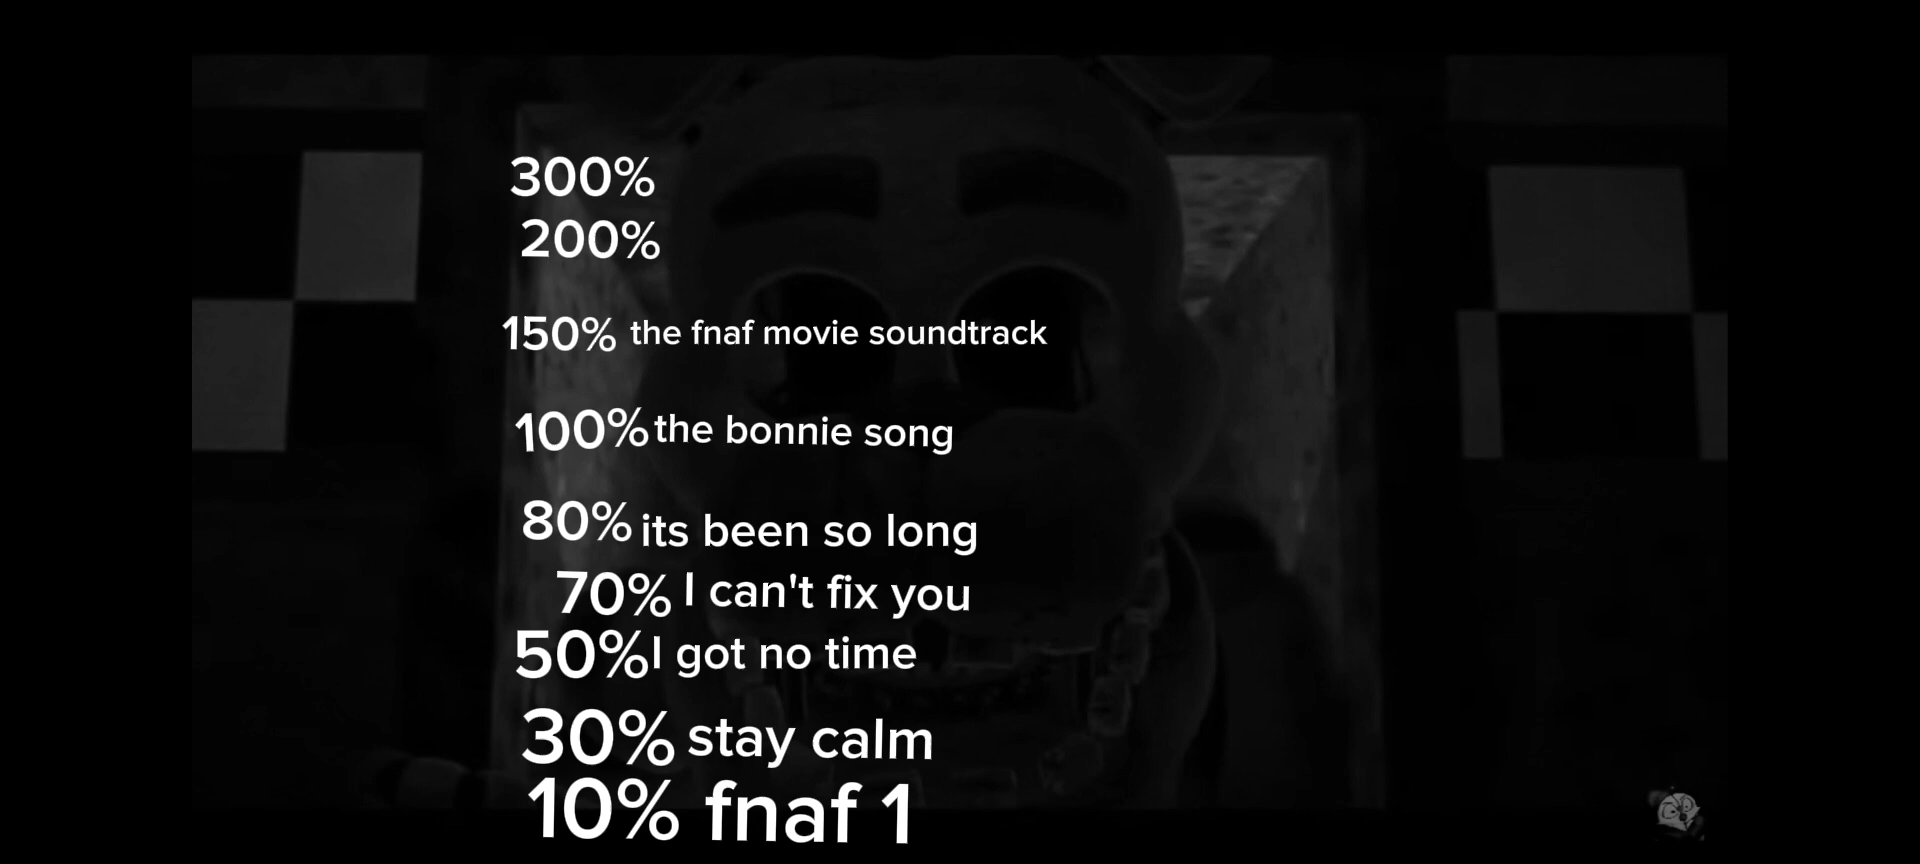 300%
200%
150% the fnaf movie soundtrack
100% the bonnie song
80% its been so long
70% I can't fix you
50% I got no time
30% stay calm
10% fnaf 1